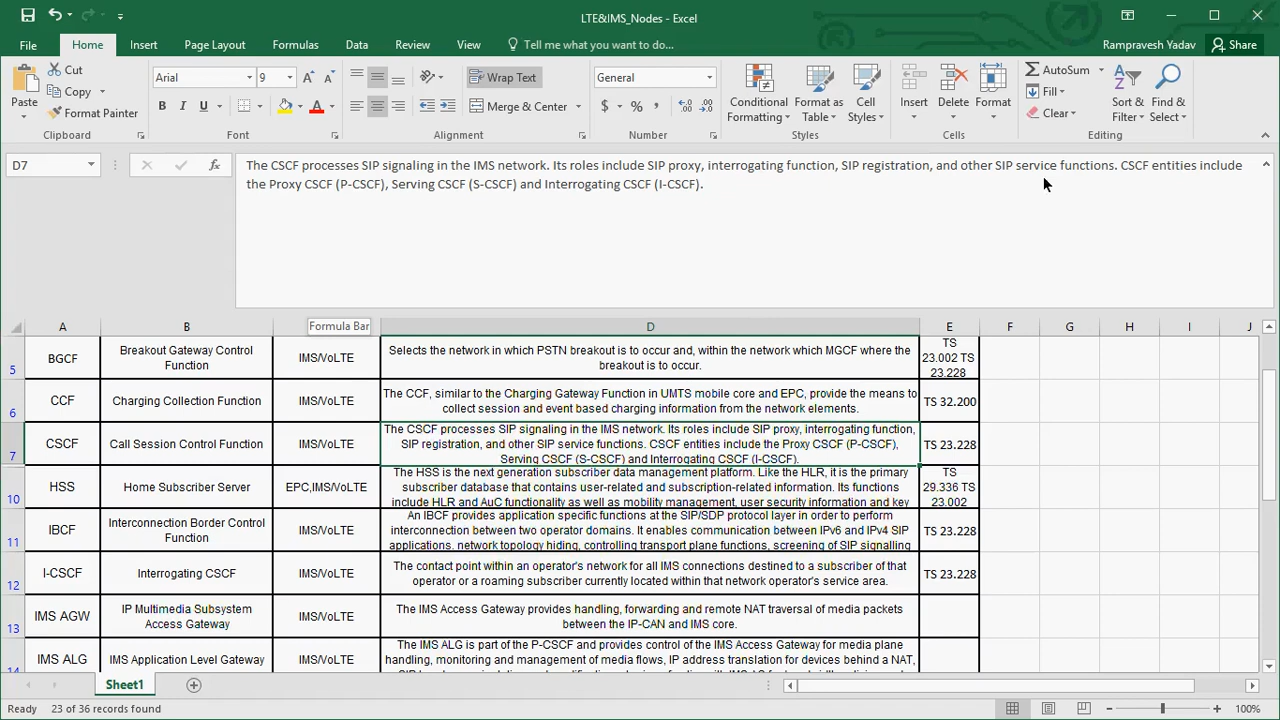 LTE&IMS_Nodes - Excel
File Home Insert Page Layout Formulas Data Review View Tell me what you want to do... Rampravesh Yadav Share
Paste
Cut
Copy
Format Painter
Clipboard
Arial 9
B I U
Font
Wrap Text
Merge & Center
Alignment
General
$ % ,
Number
Conditional Formatting
Format as Table
Cell Styles
Styles
Insert Delete Format
Cells
AutoSum
Fill
Clear
Sort & Filter
Find & Select
Editing
D7 fx The CSCF processes SIP signaling in the IMS network. Its roles include SIP proxy, interrogating function, SIP registration, and other SIP service functions. CSCF entities include
the Proxy CSCF (P-CSCF), Serving CSCF (S-CSCF) and Interrogating CSCF (I-CSCF).
Formula Bar
A B D E F G H I J
5 BGCF
Breakout Gateway Control
Function
IMS/VoLTE
Selects the network in which PSTN breakout is to occur and, within the network which MGCF where the
breakout is to occur.
TS
23.002 TS
23.228
6 CCF
Charging Collection Function
IMS/VoLTE
The CCF, similar to the Charging Gateway Function in UMTS mobile core and EPC, provide the means to
collect session and event based charging information from the network elements.
TS 32.200
7 CSCF
Call Session Control Function
IMS/VoLTE
The CSCF processes SIP signaling in the IMS network. Its roles include SIP proxy, interrogating function,
SIP registration, and other SIP service functions. CSCF entities include the Proxy CSCF (P-CSCF),
Serving CSCF (S-CSCF) and Interrogating CSCF (I-CSCF).
TS 23.228
10 HSS
Home Subscriber Server
EPC,IMS/VoLTE
The HSS is the next generation subscriber data management platform. Like the HLR, it is the primary
subscriber database that contains user-related and subscription-related information. Its functions
include HLR and AuC functionality as well as mobility management, user security information and key
TS
29.336 TS
23.002
11 IBCF
Interconnection Border Control
Function
IMS/VoLTE
An IBCF provides application specific functions at the SIP/SDP protocol layer in order to perform
interconnection between two operator domains. It enables communication between IPv6 and IPv4 SIP
applications, network topology hiding, controlling transport plane functions, screening of SIP signalling
TS 23.228
12 I-CSCF
Interrogating CSCF
IMS/VoLTE
The contact point within an operator's network for all IMS connections destined to a subscriber of that
operator or a roaming subscriber currently located within that network operator's service area.
TS 23.228
13 IMS AGW
IP Multimedia Subsystem
Access Gateway
IMS/VoLTE
The IMS Access Gateway provides handling, forwarding and remote NAT traversal of media packets
between the IP-CAN and IMS core.
14 IMS ALG
IMS Application Level Gateway
IMS/VoLTE
The IMS ALG is part of the P-CSCF and provides control of the IMS Access Gateway for media plane
handling, monitoring and management of media flows, IP address translation for devices behind a NAT,
Sheet1
Ready 23 of 36 records found 100%